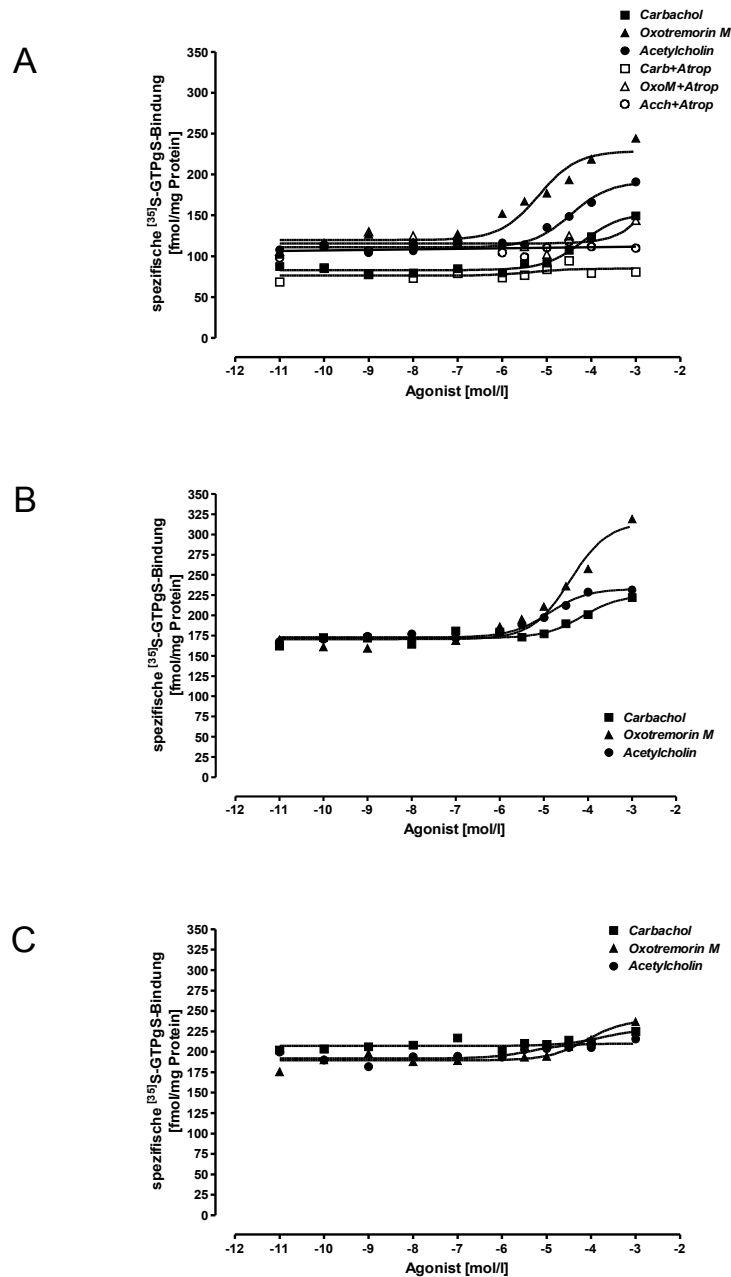 A
Carbachol
Oxotremorin M
Acetylcholin
Carb+Atrop
OxoM+Atrop
Acch+Atrop
spezifische [35]S-GTPgS-Bindung
[fmol/mg Protein]
350
300
250
200
150
100
50
0
-12 -11 -10 -9 -8 -7 -6 -5 -4 -3 -2
Agonist [mol/l]
B
spezifische [35]S-GTPgS-Bindung
[fmol/mg Protein]
350
325
300
275
250
225
200
175
150
125
100
75
50
25
0
Carbachol
Oxotremorin M
Acetylcholin
-12 -11 -10 -9 -8 -7 -6 -5 -4 -3 -2
Agonist [mol/l]
C
Carbachol
Oxotremorin M
Acetylcholin
spezifische [35]S-GTPgS-Bindung
[fmol/mg Protein]
350
325
300
275
250
225
200
175
150
125
100
75
50
25
0
-12 -11 -10 -9 -8 -7 -6 -5 -4 -3 -2
Agonist [mol/l]